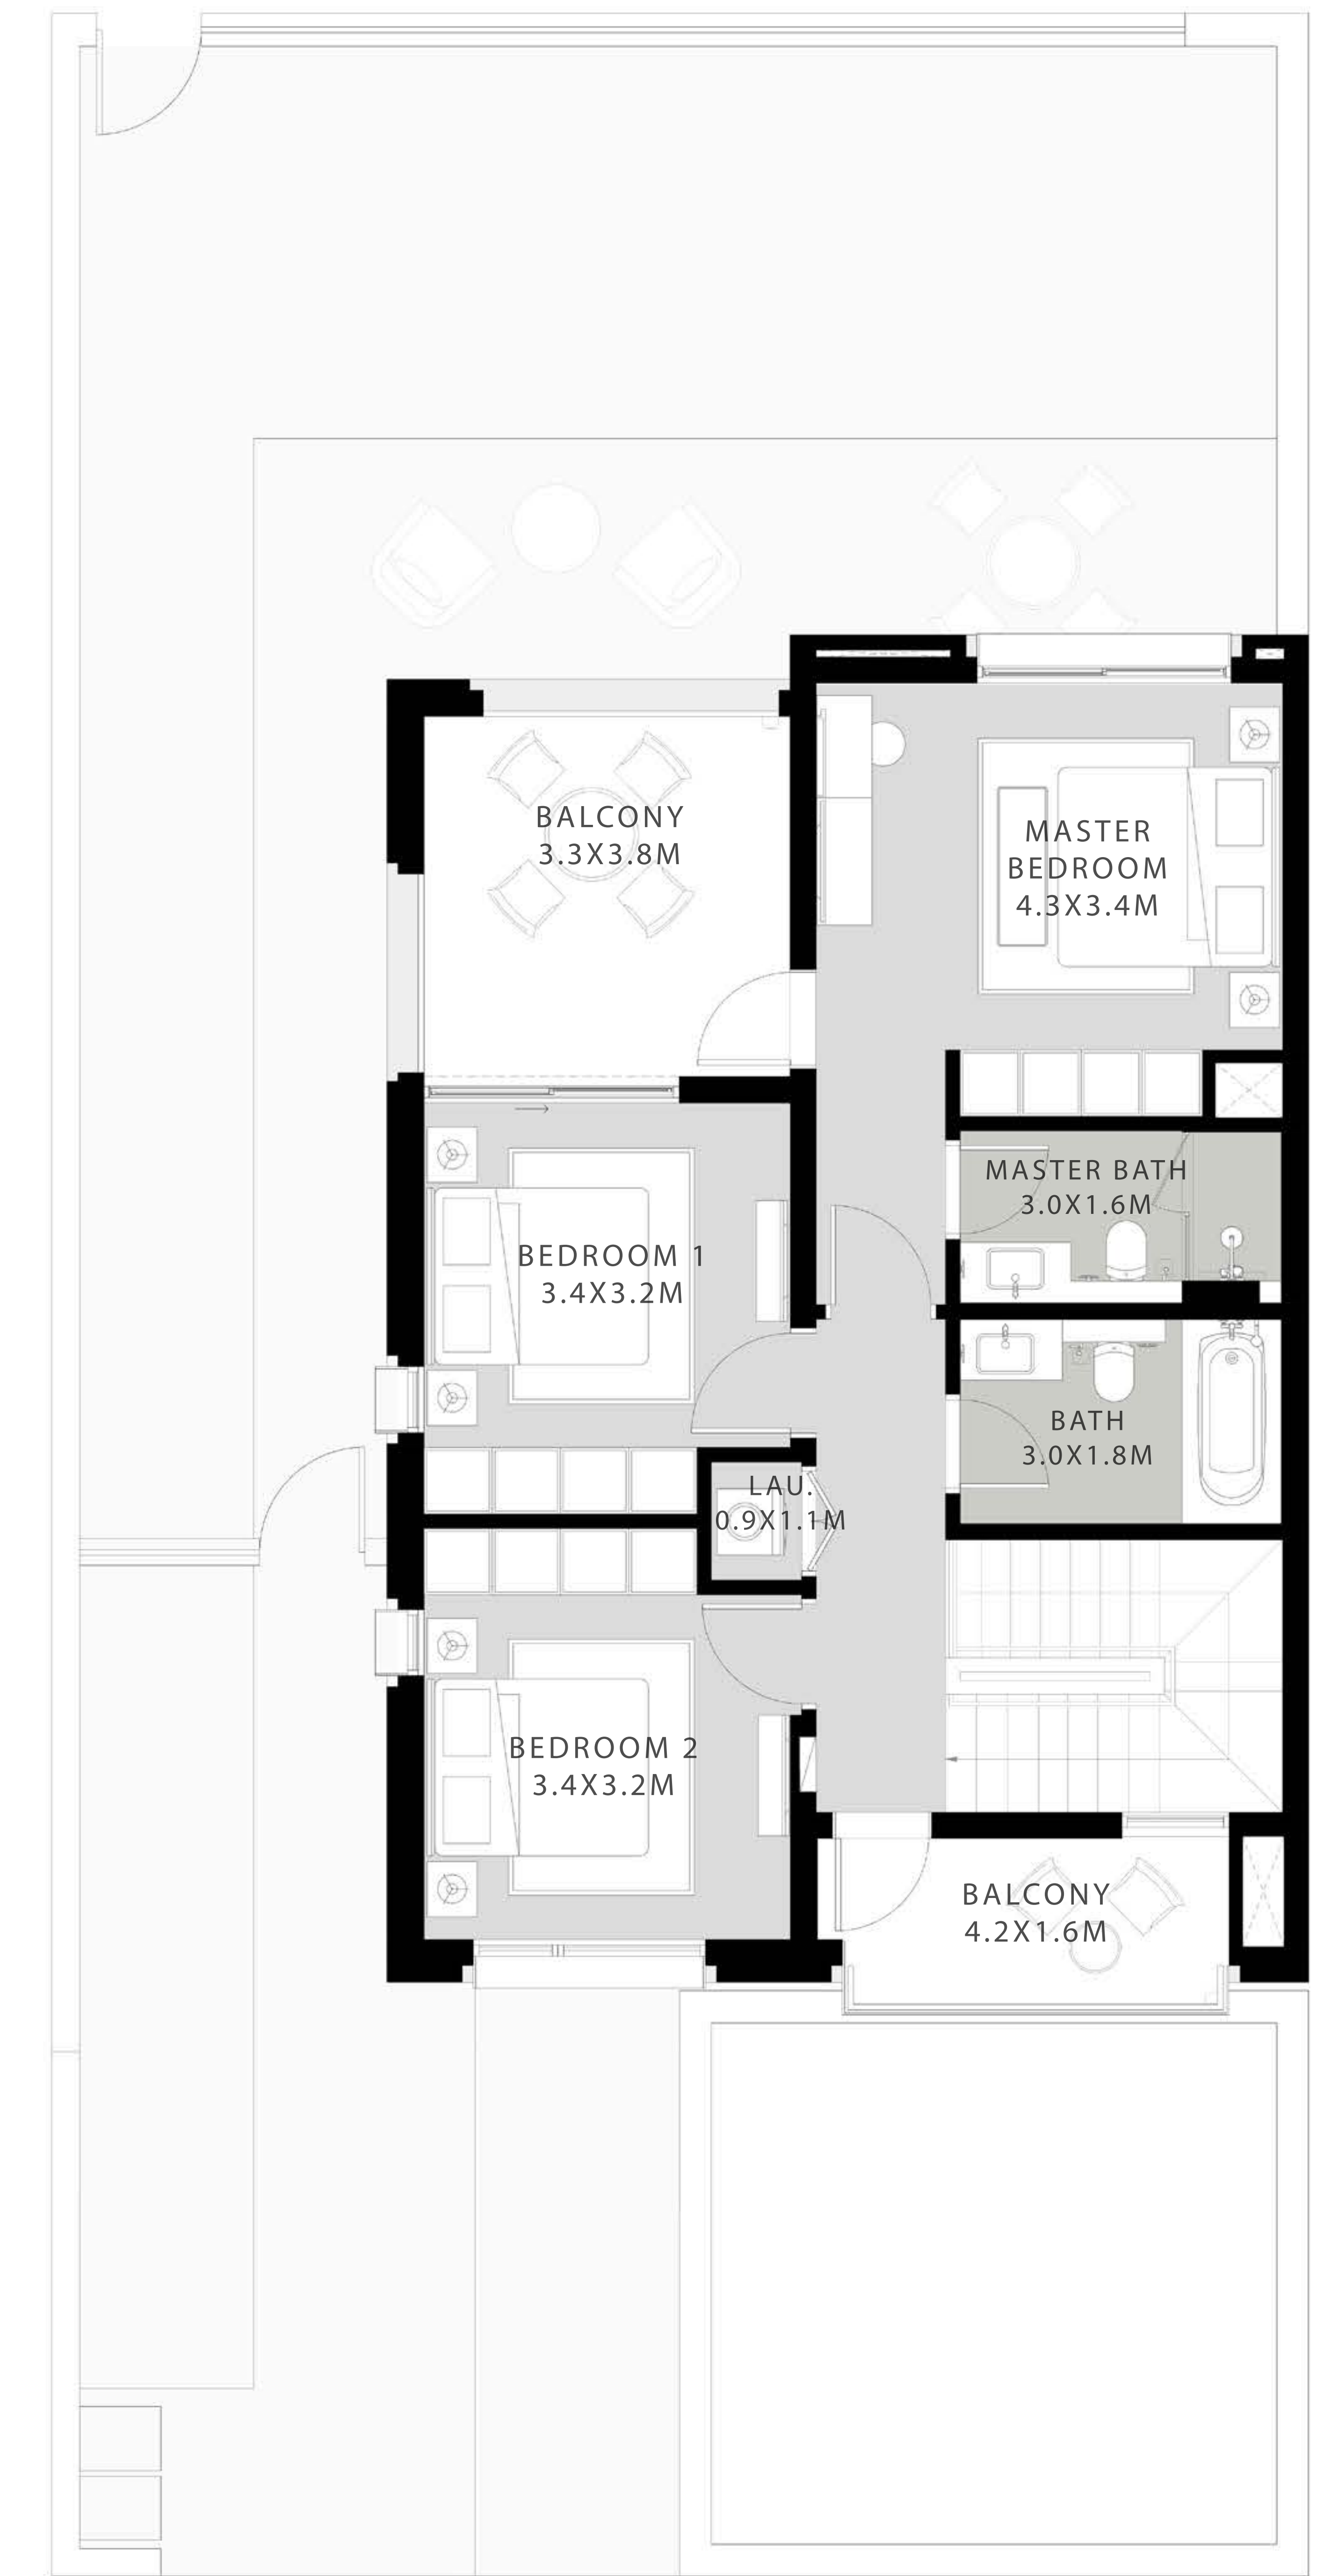 BALCONY
3.3X3.8M
MASTER
BEDROOM
4.3X3.4M
MASTER BATH
3.0X1.6M
BEDROOM 1
3.4X3.2M
BATH
3.0X1.8M
LAU.
0.9X1.1M
BEDROOM 2
3.4X3.2M
BALCONY
4.2X1.6M